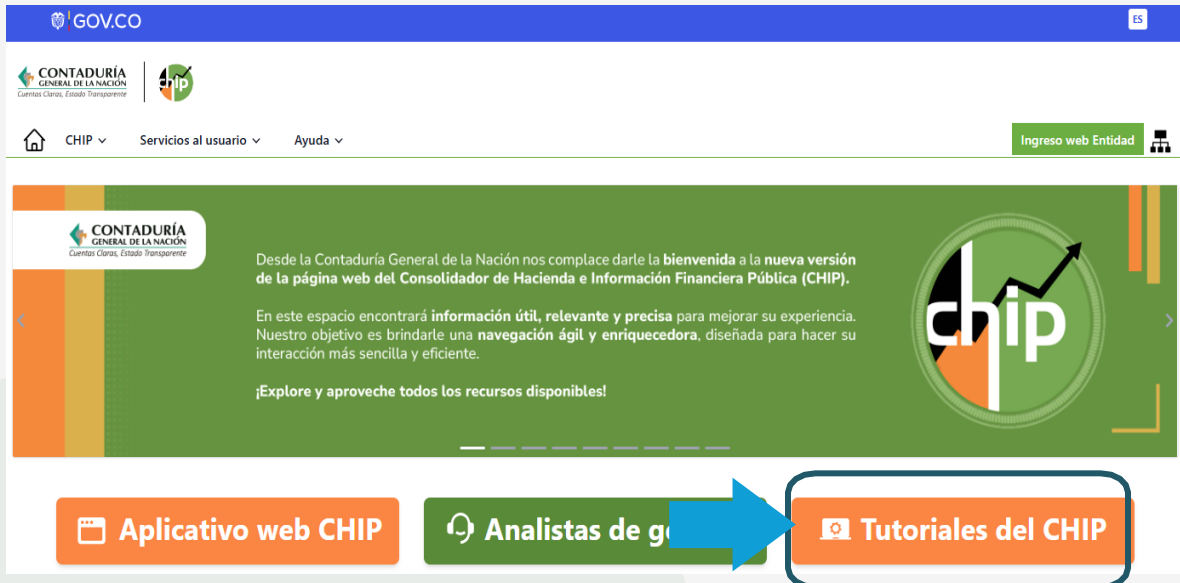 GOV.CO
ES
CONTADURÍA
GENERAL DE LA NACIÓN
Cuentas Claras, Estado Transparente
chip
CHIP
Servicios al usuario
Ayuda
Ingreso web Entidad
CONTADURÍA
GENERAL DE LA NACIÓN
Cuentas Claras, Estado Transparente
Desde la Contaduría General de la Nación nos complace darle la bienvenida a la nueva versión
de la página web del Consolidador de Hacienda e Información Financiera Pública (CHIP).
En este espacio encontrará información útil, relevante y precisa para mejorar su experiencia.
Nuestro objetivo es brindarle una navegación ágil y enriquecedora, diseñada para hacer su
interacción más sencilla y eficiente.
¡Explore y aproveche todos los recursos disponibles!
chip
Aplicativo web CHIP
Analistas de
Tutoriales del CHIP